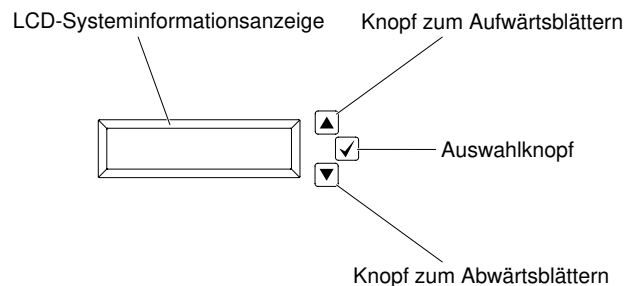 LCD-Systeminformationsanzeige
Knopf zum Aufwärtsblättern
Auswahlknopf
Knopf zum Abwärtsblättern